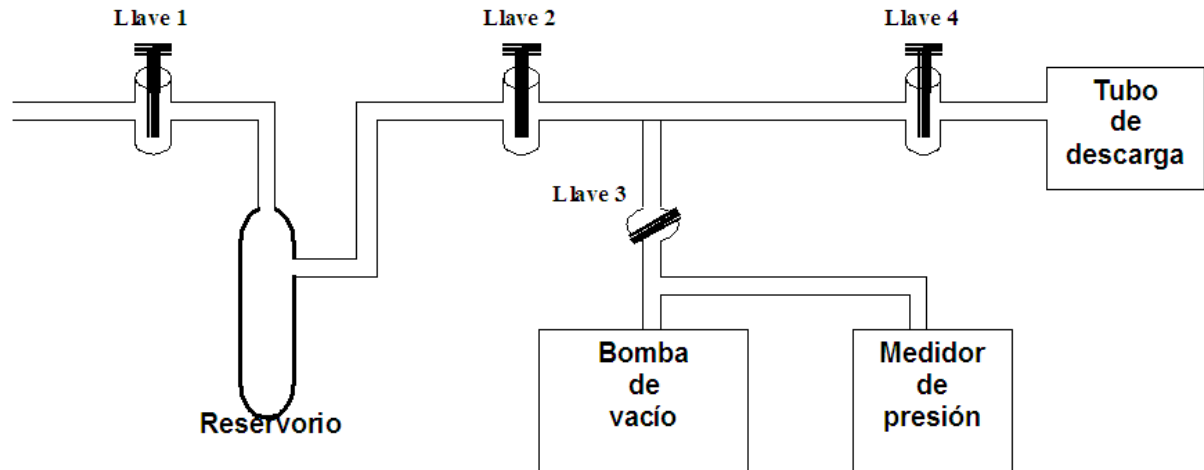 Llave 1
Llave 2
Llave 4
Tubo
de
descarga
Llave 3
Bomba
de
vacío
Medidor
de
presión
Reservorio